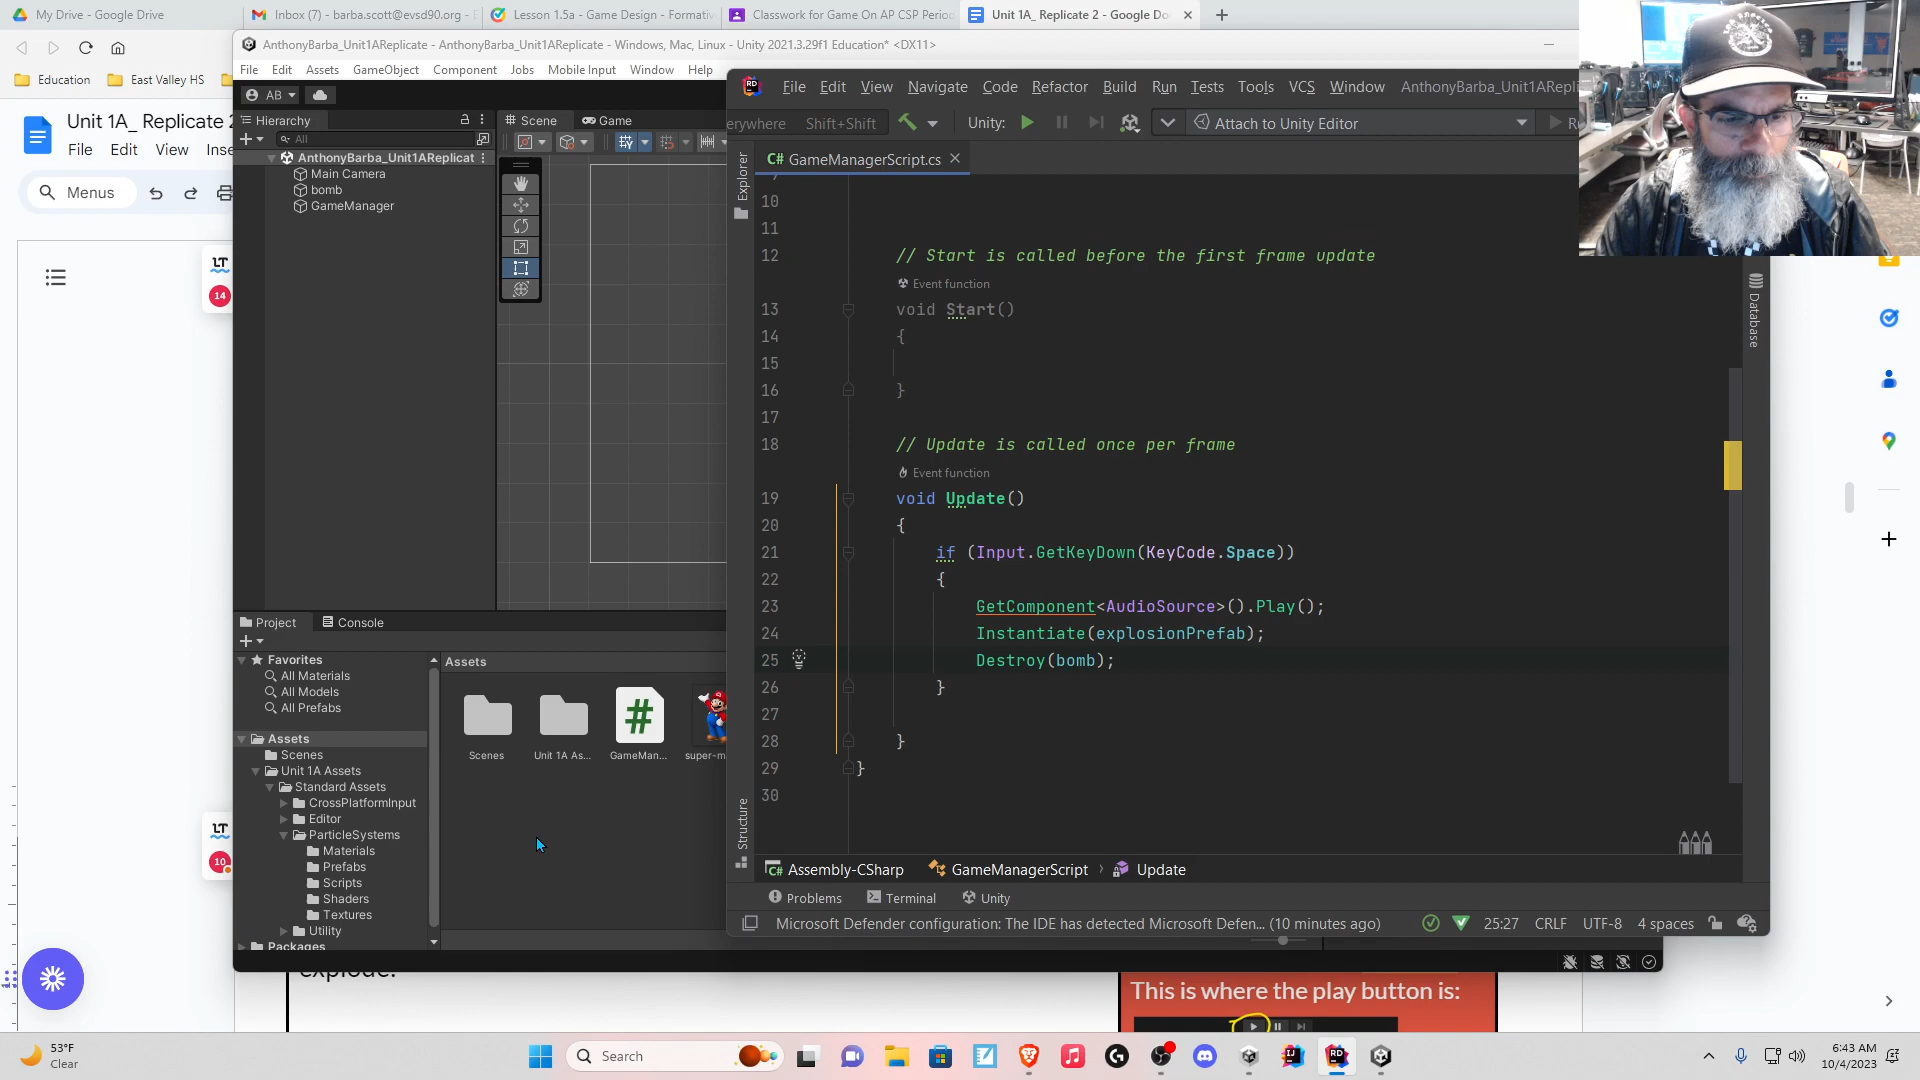 My Drive - Google Drive
Inbox (7) - barba.scott@evsd90.org - E
Lesson 1.5a - Game Design - Formativ
Classwork for Game On AP CSP Period
Unit 1A_ Replicate 2 - Google Do
Education
East Valley HS
Unit 1A_ Replicate 2
File Edit View Inse
Menus
LT
14
LT
10
AnthonyBarba_Unit1AReplicate - AnthonyBarba_Unit1AReplicate - Windows, Mac, Linux - Unity 2021.3.29f1 Education* <DX11>
File Edit Assets GameObject Component Jobs Mobile Input Window Help
AB
Hierarchy
All
AnthonyBarba_Unit1AReplicat
Main Camera
bomb
GameManager
Scene
Game
Project
Console
Favorites
All Materials
All Models
All Prefabs
Assets
Scenes
Unit 1A Assets
Standard Assets
CrossPlatformInput
Editor
ParticleSystems
Materials
Prefabs
Scripts
Shaders
Textures
Utility
Packages
Assets
Scenes
Unit 1A As...
GameMan...
super-m
RD
File Edit View Navigate Code Refactor Build Run Tests Tools VCS Window AnthonyBarba_Unit1ARepli
erywhere Shift+Shift
Unity:
Attach to Unity Editor
Explorer
C# GameManagerScript.cs
Database
10
11
12 // Start is called before the first frame update
Event function
13 void Start()
14 {
15
16 }
17
18 // Update is called once per frame
Event function
19 void Update()
20 {
21 if (Input.GetKeyDown(KeyCode.Space))
22 {
23 GetComponent<AudioSource>().Play();
24 Instantiate(explosionPrefab);
25 Destroy(bomb);
26 }
27
28 }
29 }
30
Structure
C# Assembly-CSharp
GameManagerScript
Update
Problems
Terminal
Unity
Microsoft Defender configuration: The IDE has detected Microsoft Defen... (10 minutes ago)
25:27 CRLF UTF-8 4 spaces
explode.
This is where the play button is:
53°F
Clear
Search
6:43 AM
10/4/2023